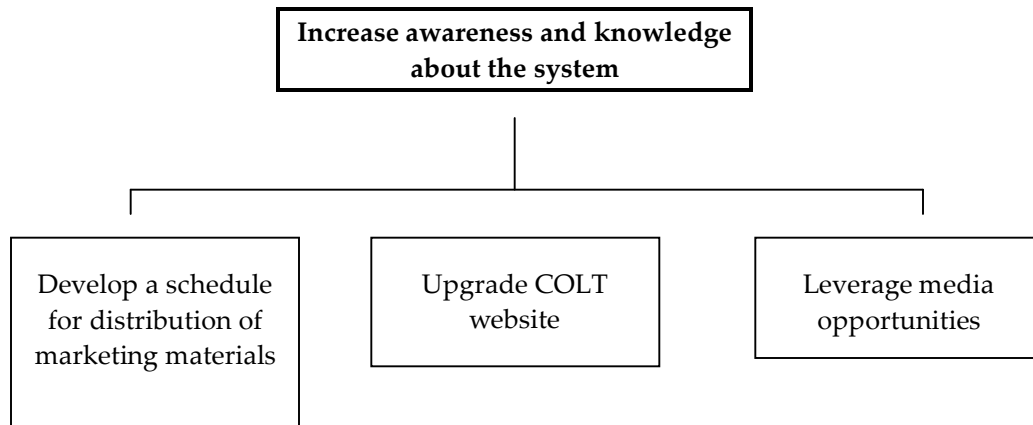 Increase awareness and knowledge
about the system
Develop a schedule
for distribution of
marketing materials
Upgrade COLT
website
Leverage media
opportunities